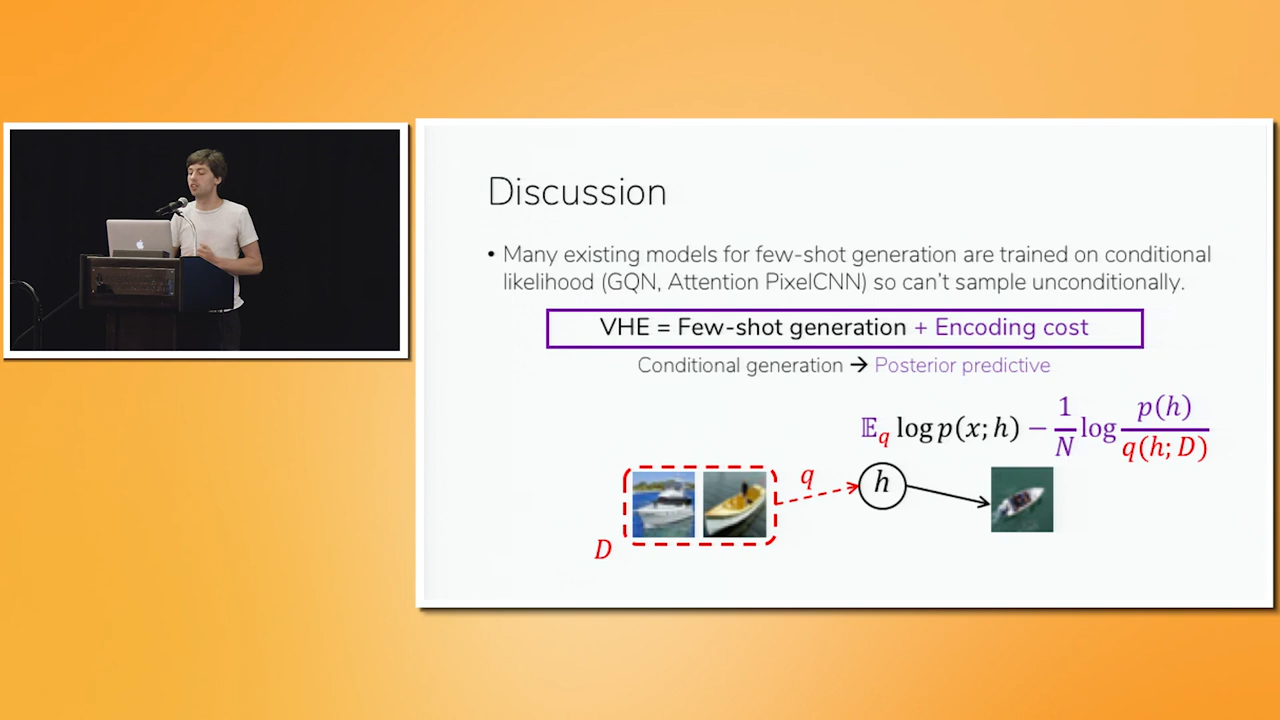 Discussion
• Many existing models for few-shot generation are trained on conditional
likelihood (GQN, Attention PixelCNN) so can't sample unconditionally.
VHE = Few-shot generation + Encoding cost
Conditional generation → Posterior predictive
𝔼_q log p(x; h) − 1/N log p(h)/q(h; D)
q
h
D